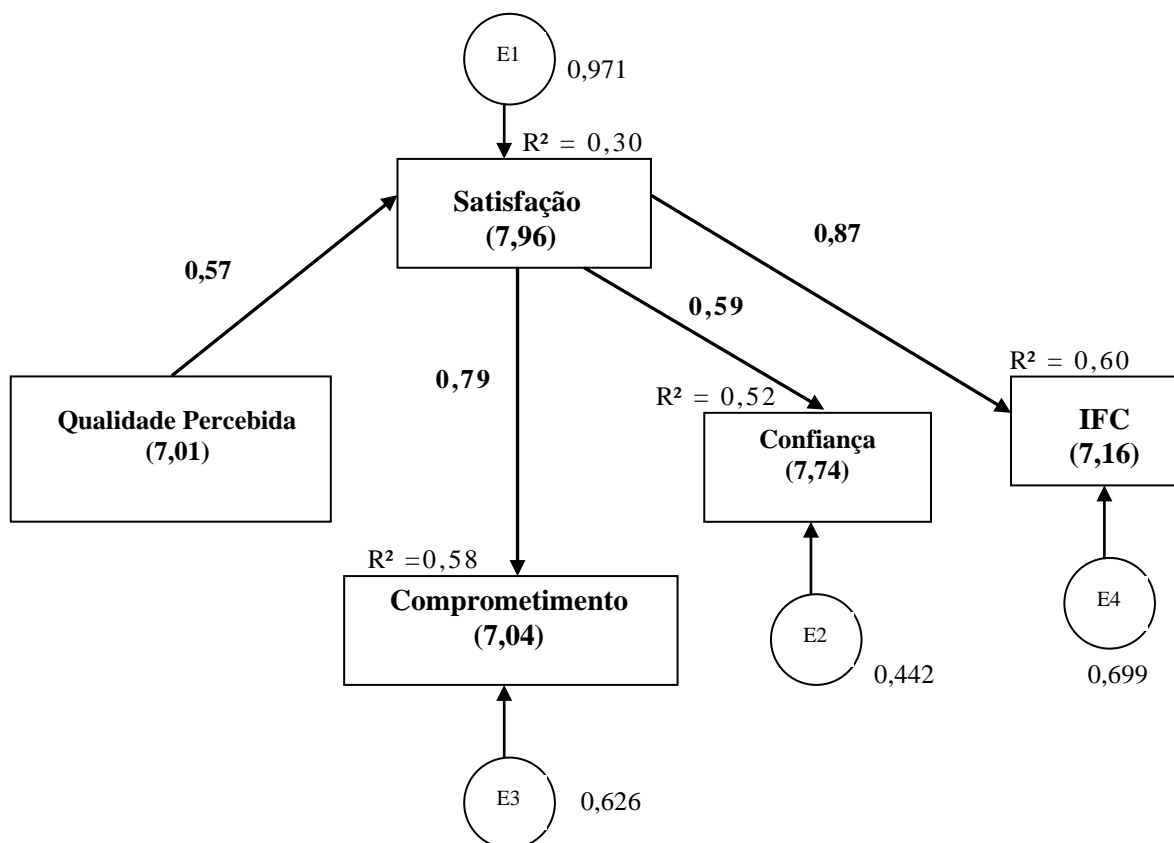 E1
0,971
R² = 0,30
Satisfação
(7,96)
0,87
0,57
0,59
R² = 0,60
0,79
R² = 0,52
Qualidade Percebida
(7,01)
Confiança
(7,74)
IFC
(7,16)
R² =0,58
Comprometimento
(7,04)
E2
0,442
E4
0,699
E3
0,626